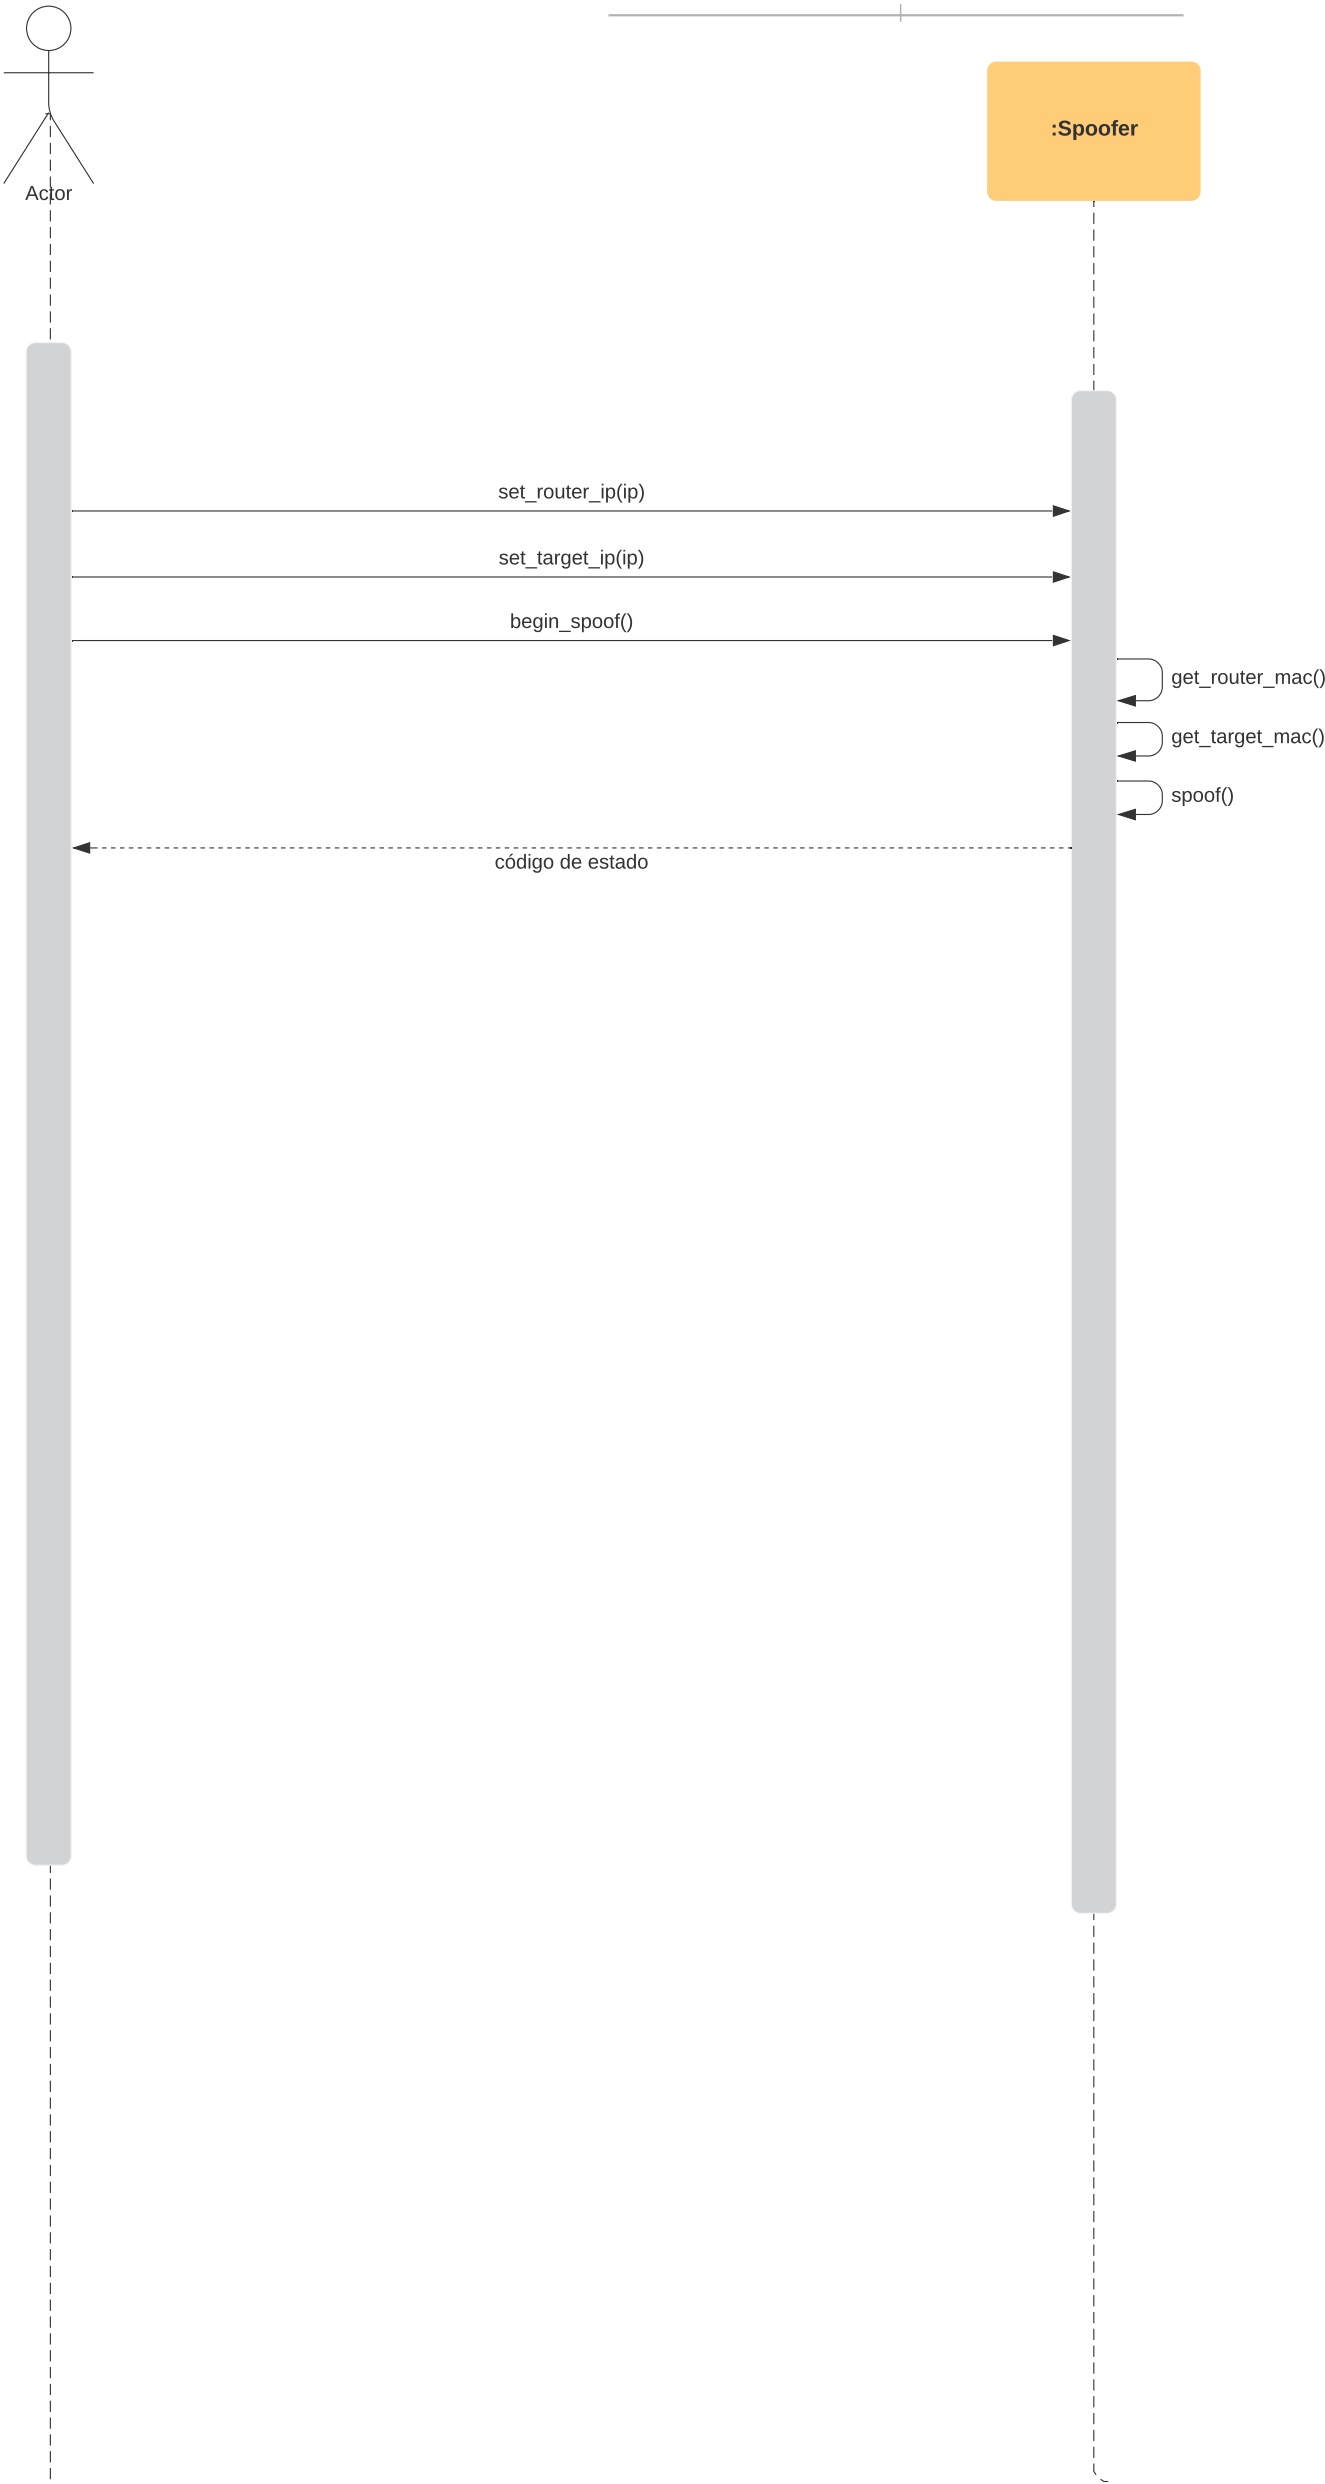 Actor
:Spoofer
set_router_ip(ip)
set_target_ip(ip)
begin_spoof()
get_router_mac()
get_target_mac()
spoof()
código de estado